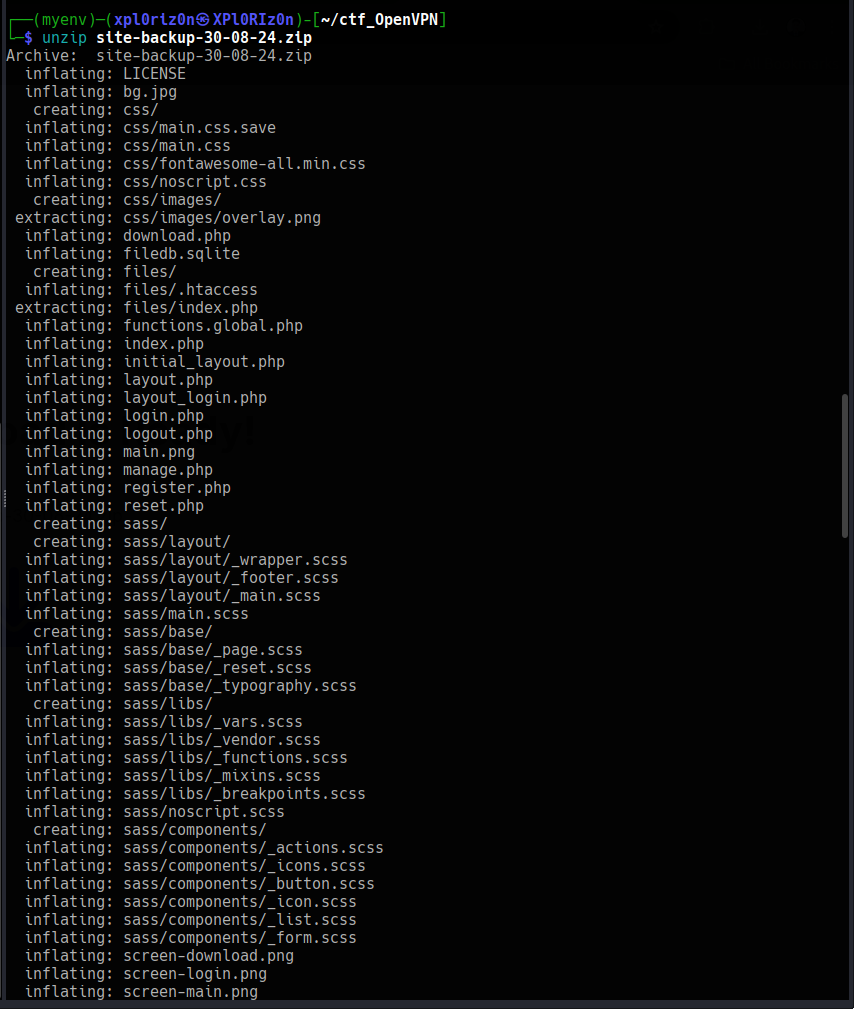 ┌──(myenv)─(xpl0riz0n㉿XPl0RIz0n)-[~/ctf_OpenVPN]
└─$ unzip site-backup-30-08-24.zip
Archive:  site-backup-30-08-24.zip
  inflating: LICENSE
  inflating: bg.jpg
   creating: css/
  inflating: css/main.css.save
  inflating: css/main.css
  inflating: css/fontawesome-all.min.css
  inflating: css/noscript.css
   creating: css/images/
 extracting: css/images/overlay.png
  inflating: download.php
  inflating: filedb.sqlite
   creating: files/
  inflating: files/.htaccess
 extracting: files/index.php
  inflating: functions.global.php
  inflating: index.php
  inflating: initial_layout.php
  inflating: layout.php
  inflating: layout_login.php
  inflating: login.php
  inflating: logout.php
  inflating: main.png
  inflating: manage.php
  inflating: register.php
  inflating: reset.php
   creating: sass/
   creating: sass/layout/
  inflating: sass/layout/_wrapper.scss
  inflating: sass/layout/_footer.scss
  inflating: sass/layout/_main.scss
  inflating: sass/main.scss
   creating: sass/base/
  inflating: sass/base/_page.scss
  inflating: sass/base/_reset.scss
  inflating: sass/base/_typography.scss
   creating: sass/libs/
  inflating: sass/libs/_vars.scss
  inflating: sass/libs/_vendor.scss
  inflating: sass/libs/_functions.scss
  inflating: sass/libs/_mixins.scss
  inflating: sass/libs/_breakpoints.scss
  inflating: sass/noscript.scss
   creating: sass/components/
  inflating: sass/components/_actions.scss
  inflating: sass/components/_icons.scss
  inflating: sass/components/_button.scss
  inflating: sass/components/_icon.scss
  inflating: sass/components/_list.scss
  inflating: sass/components/_form.scss
  inflating: screen-download.png
  inflating: screen-login.png
  inflating: screen-main.png